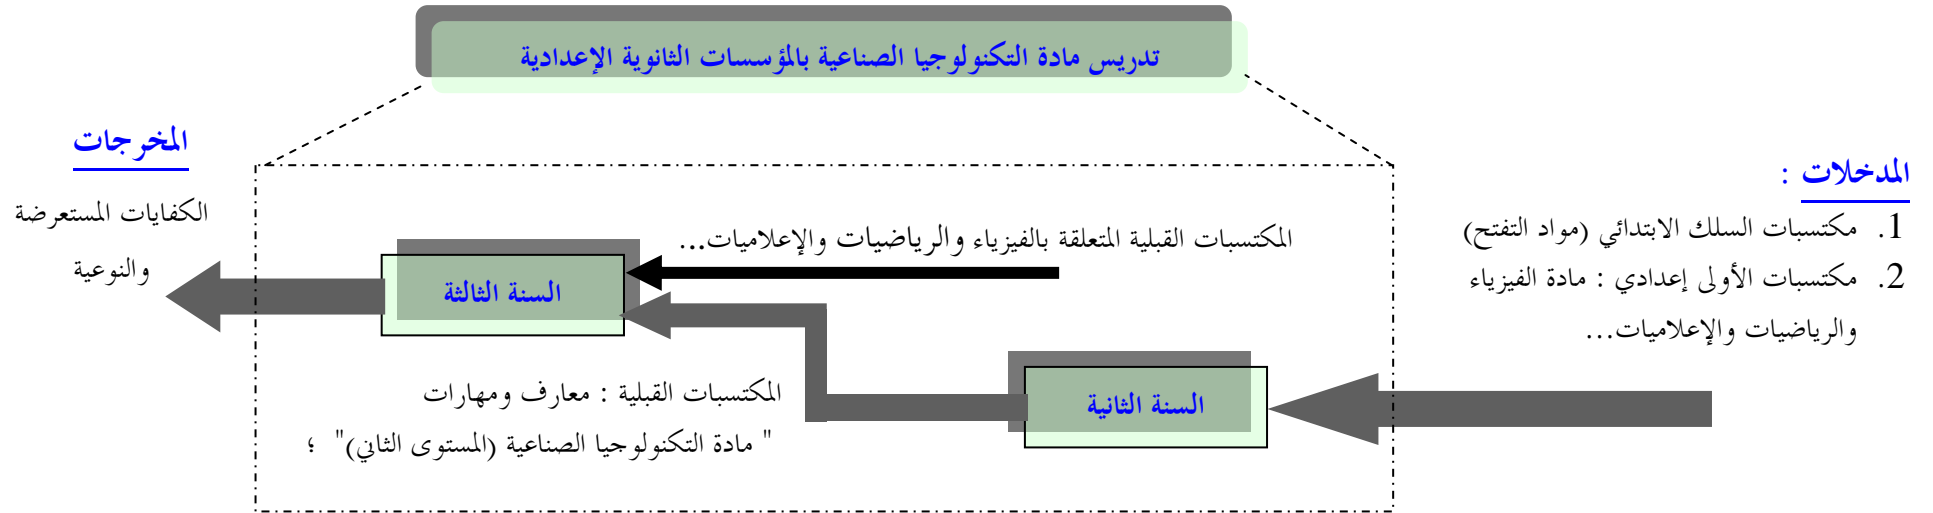 تدريس مادة التكنولوجيا الصناعية بالمؤسسات الثانوية الإعدادية
المدخلات :
1. مكتسبات السلك الابتدائي (مواد التفتح)
2. مكتسبات الأولى إعدادي : مادة الفيزياء
والرياضيات والإعلاميات...
المكتسبات القبلية المتعلقة بالفيزياء والرياضيات والإعلاميات...
السنة الثانية
السنة الثالثة
المكتسبات القبلية : معارف ومهارات
" مادة التكنولوجيا الصناعية (المستوى الثاني)" ؛
المخرجات
الكفايات المستعرضة
والنوعية